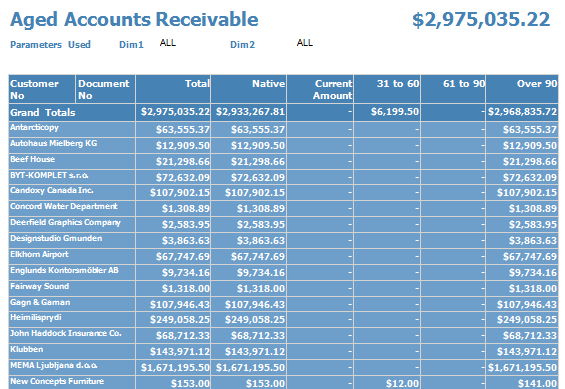 Aged Accounts Receivable $2,975,035.22
Parameters Used Dim1 ALL Dim2 ALL
Customer No Document No Total Native Current Amount 31 to 60 61 to 90 Over 90
Grand Totals $2,975,035.22 $2,933,267.81 - $6,199.50 - $2,968,835.72
Antarcticopy $63,555.37 $63,555.37 - - - $63,555.37
Autohaus Mielberg KG $12,909.50 $12,909.50 - - - $12,909.50
Beef House $21,298.66 $21,298.66 - - - $21,298.66
BYT-KOMPLET s.r.o. $72,632.09 $72,632.09 - - - $72,632.09
Candoxy Canada Inc. $107,902.15 $107,902.15 - - - $107,902.15
Concord Water Department $1,308.89 $1,308.89 - - - $1,308.89
Deerfield Graphics Company $2,583.95 $2,583.95 - - - $2,583.95
Designstudio Gmunden $3,863.63 $3,863.63 - - - $3,863.63
Elkhorn Airport $67,747.69 $67,747.69 - - - $67,747.69
Englunds Kontorsmöbler AB $9,734.16 $9,734.16 - - - $9,734.16
Fairway Sound $1,318.00 $1,318.00 - - - $1,318.00
Gagn & Gaman $107,946.43 $107,946.43 - - - $107,946.43
Heimilisprydi $249,058.25 $249,058.25 - - - $249,058.25
John Haddock Insurance Co. $68,712.33 $68,712.33 - - - $68,712.33
Klubben $143,971.12 $143,971.12 - - - $143,971.12
MEMA Ljubljana d.o.o. $1,671,195.50 $1,671,195.50 - - - $1,671,195.50
New Concepts Furniture $153.00 $153.00 - $12.00 - $141.00